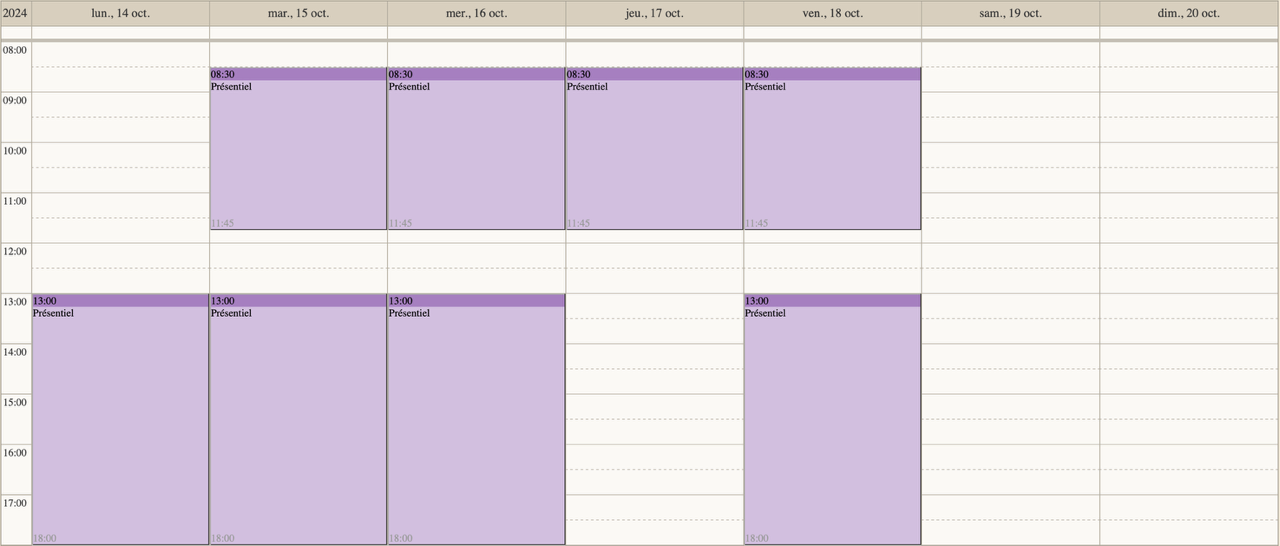 2024 lun., 14 oct. mar., 15 oct. mer., 16 oct. jeu., 17 oct. ven., 18 oct. sam., 19 oct. dim., 20 oct.
08:00
08:30 08:30 08:30 08:30
Présentiel Présentiel Présentiel Présentiel
09:00
10:00
11:00
11:45 11:45 11:45 11:45
12:00
13:00 13:00 13:00 13:00 13:00
Présentiel Présentiel Présentiel Présentiel
14:00
15:00
16:00
17:00
18:00 18:00 18:00 18:00